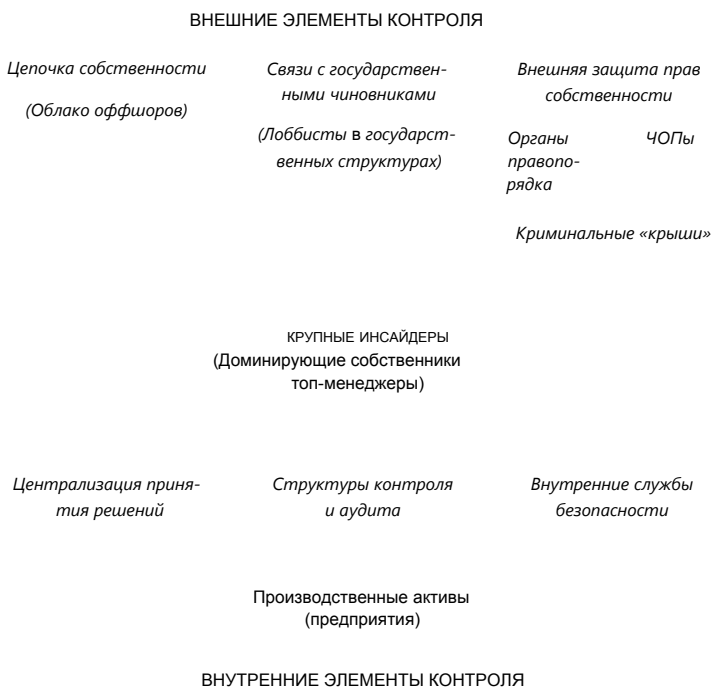 ВНЕШНИЕ ЭЛЕМЕНТЫ КОНТРОЛЯ
Цепочка собственности
(Облако оффшоров)
Связи с государствен-
ными чиновниками
(Лоббисты в государст-
венных структурах)
Внешняя защита прав
собственности
Органы
правопо-
рядка
ЧОПы
Криминальные «крыши»
КРУПНЫЕ ИНСАЙДЕРЫ
(Доминирующие собственники
топ-менеджеры)
Централизация приня-
тия решений
Структуры контроля
и аудита
Внутренние службы
безопасности
Производственные активы
(предприятия)
ВНУТРЕННИЕ ЭЛЕМЕНТЫ КОНТРОЛЯ